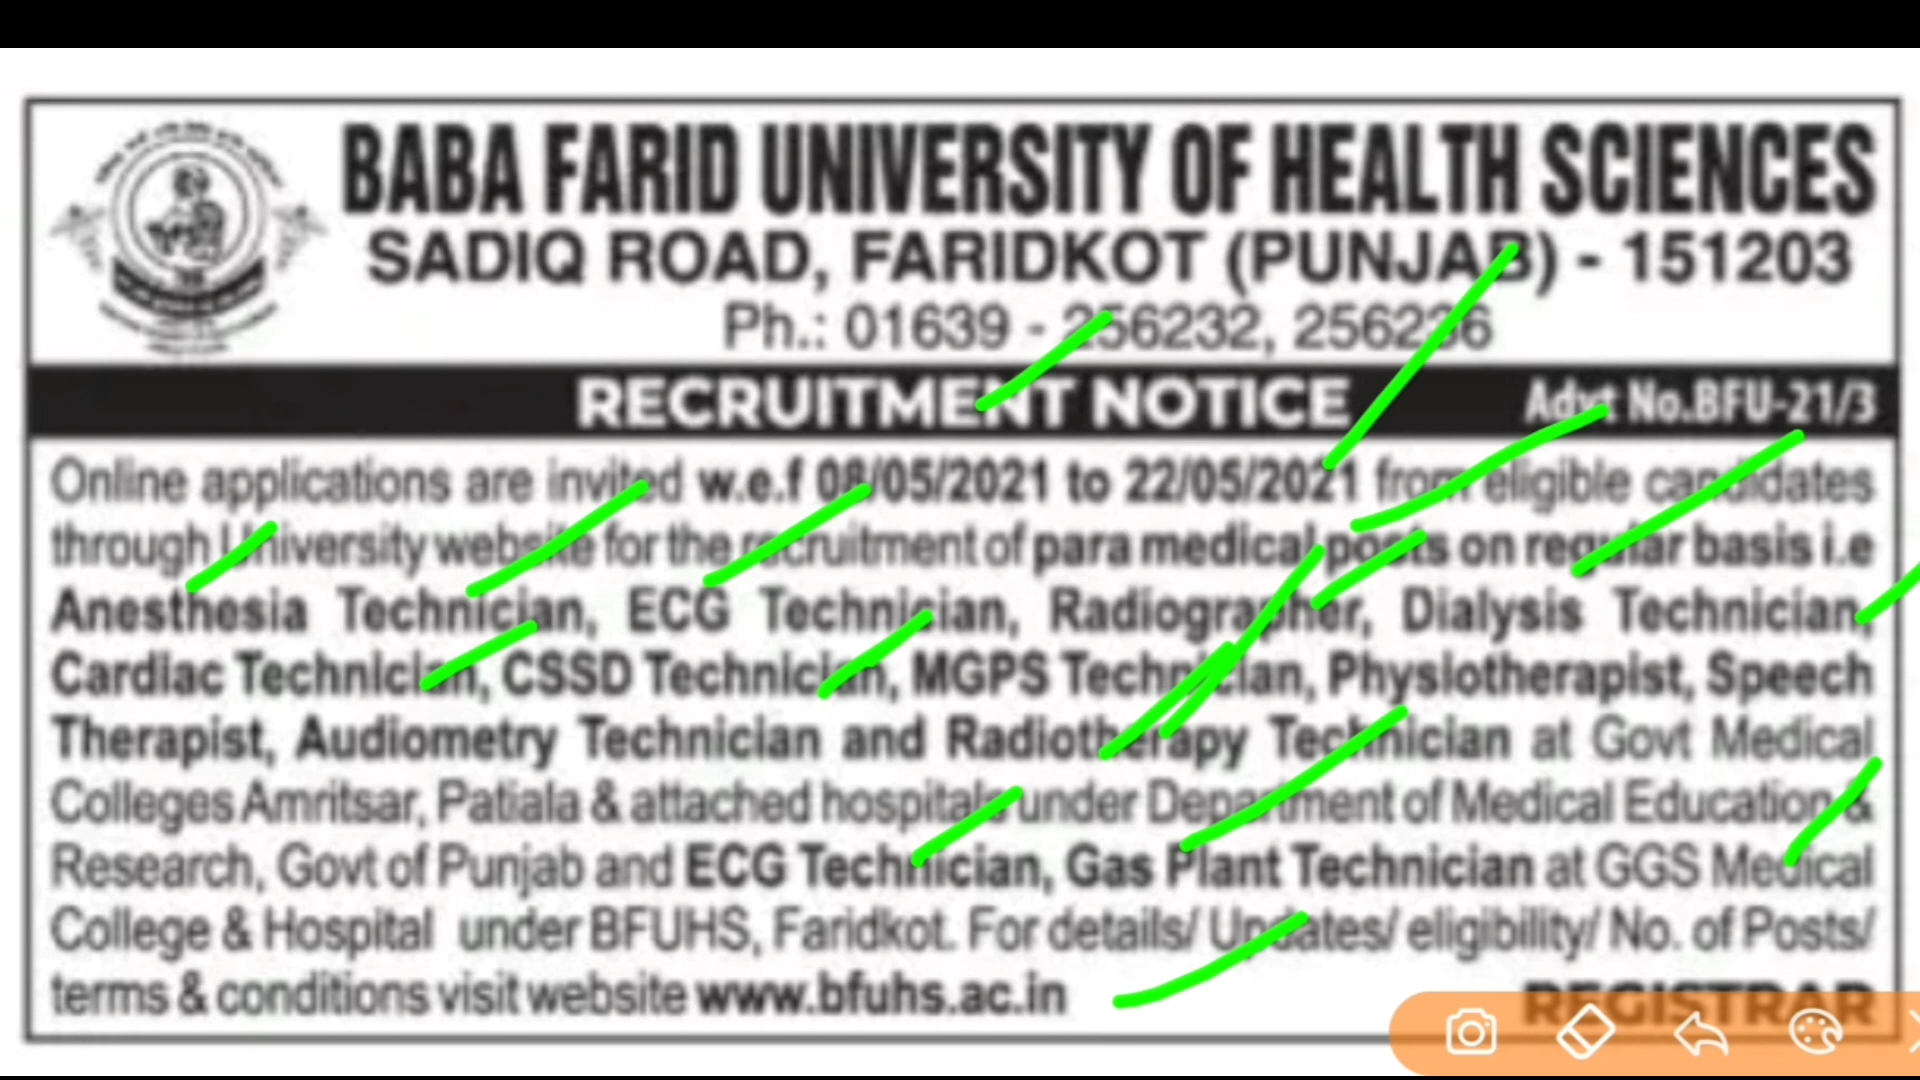 BABA FARID UNIVERSITY OF HEALTH SCIENCES
SADIQ ROAD, FARIDKOT (PUNJAB) - 151203
Ph.: 01639 - 256232, 256236
RECRUITMENT NOTICE Advt No.BFU-21/3
Online applications are invited w.e.f 08/05/2021 to 22/05/2021 from eligible candidates
through University website for the recruitment of para medical posts on regular basis i.e
Anesthesia Technician, ECG Technician, Radiographer, Dialysis Technician,
Cardiac Technician, CSSD Technician, MGPS Technician, Physiotherapist, Speech
Therapist, Audiometry Technician and Radiotherapy Technician at Govt Medical
Colleges Amritsar, Patiala & attached hospitals under Department of Medical Education &
Research, Govt of Punjab and ECG Technician, Gas Plant Technician at GGS Medical
College & Hospital under BFUHS, Faridkot. For details/ Updates/ eligibility/ No. of Posts/
terms & conditions visit website www.bfuhs.ac.in
REGISTRAR